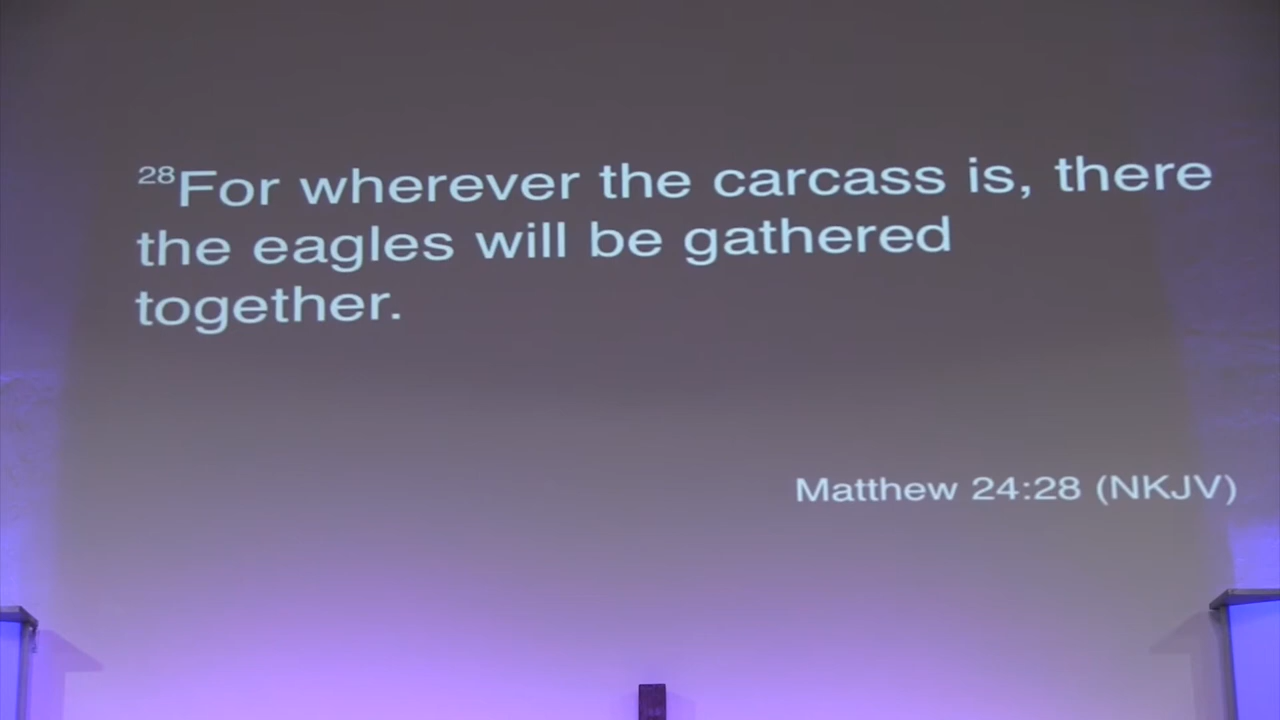 28For wherever the carcass is, there
the eagles will be gathered
together.
Matthew 24:28 (NKJV)